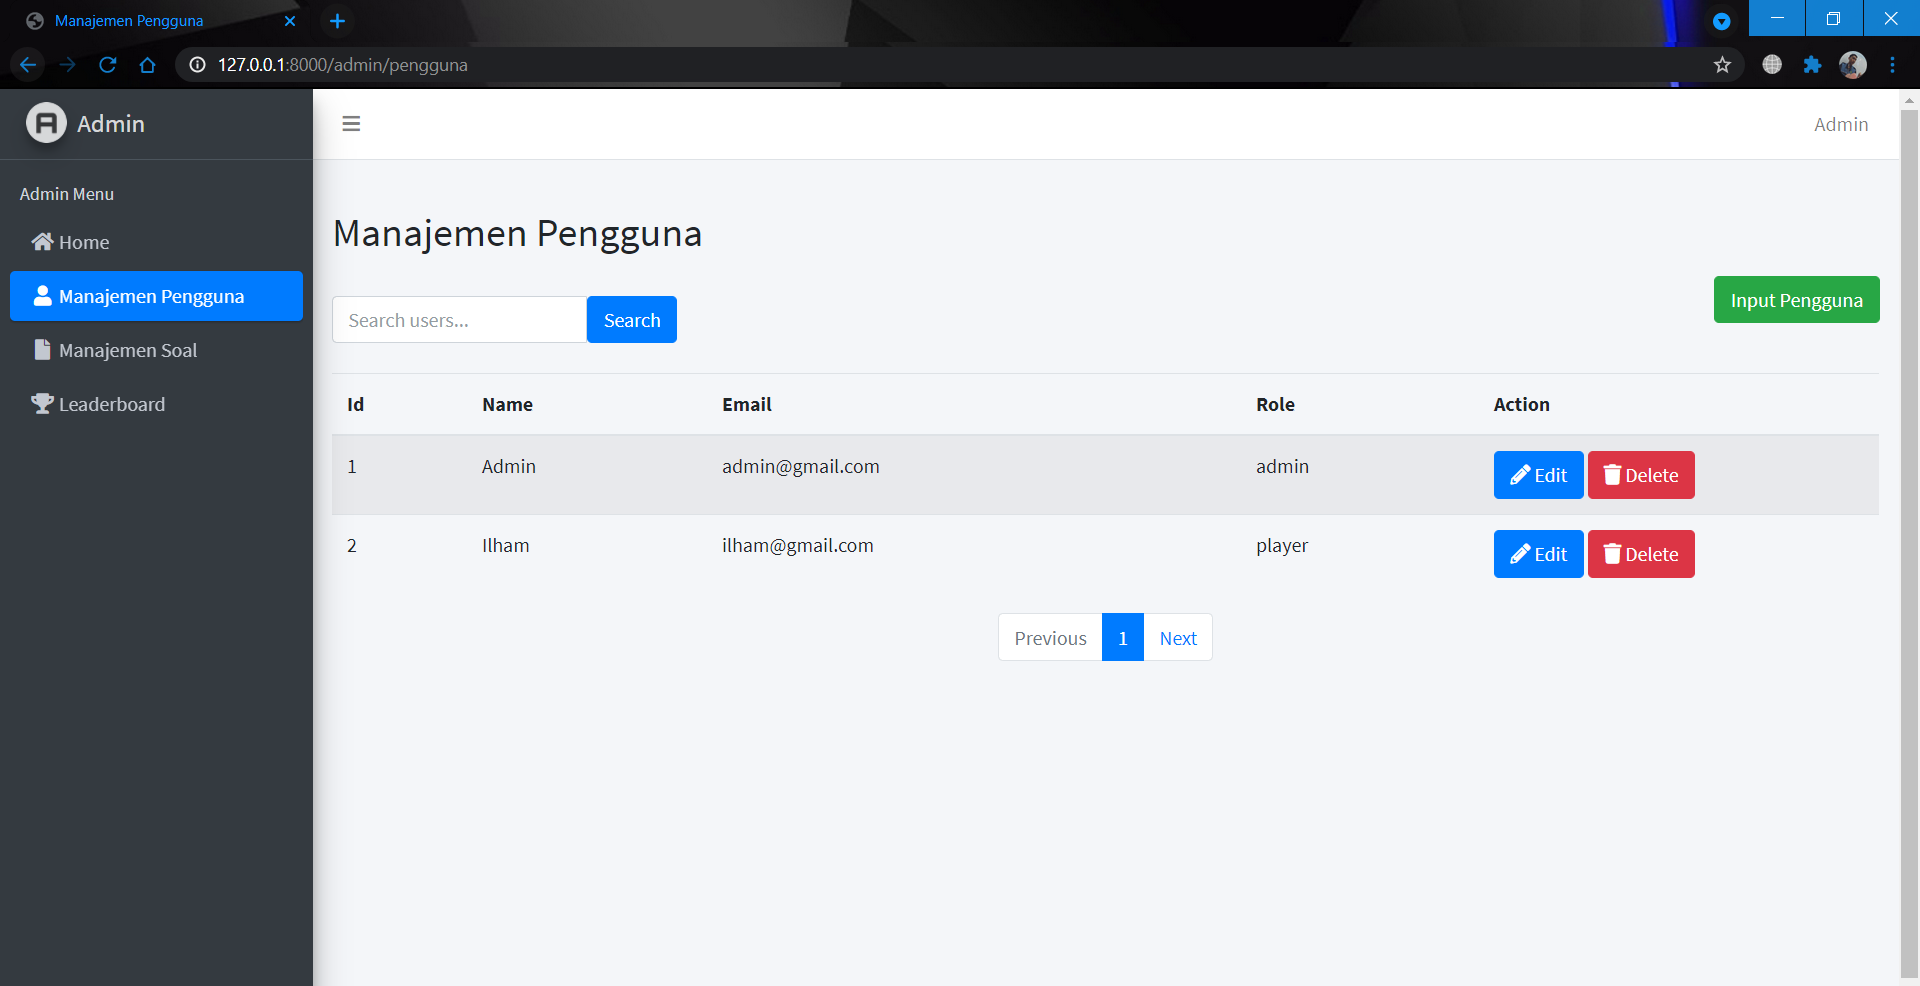 Manajemen Pengguna
127.0.0.1:8000/admin/pengguna
Admin
Admin
Admin Menu
Home
Manajemen Pengguna
Manajemen Soal
Leaderboard
Manajemen Pengguna
Search users...
Search
Input Pengguna
Id Name Email Role Action
1 Admin admin@gmail.com admin Edit Delete
2 Ilham ilham@gmail.com player Edit Delete
Previous 1 Next